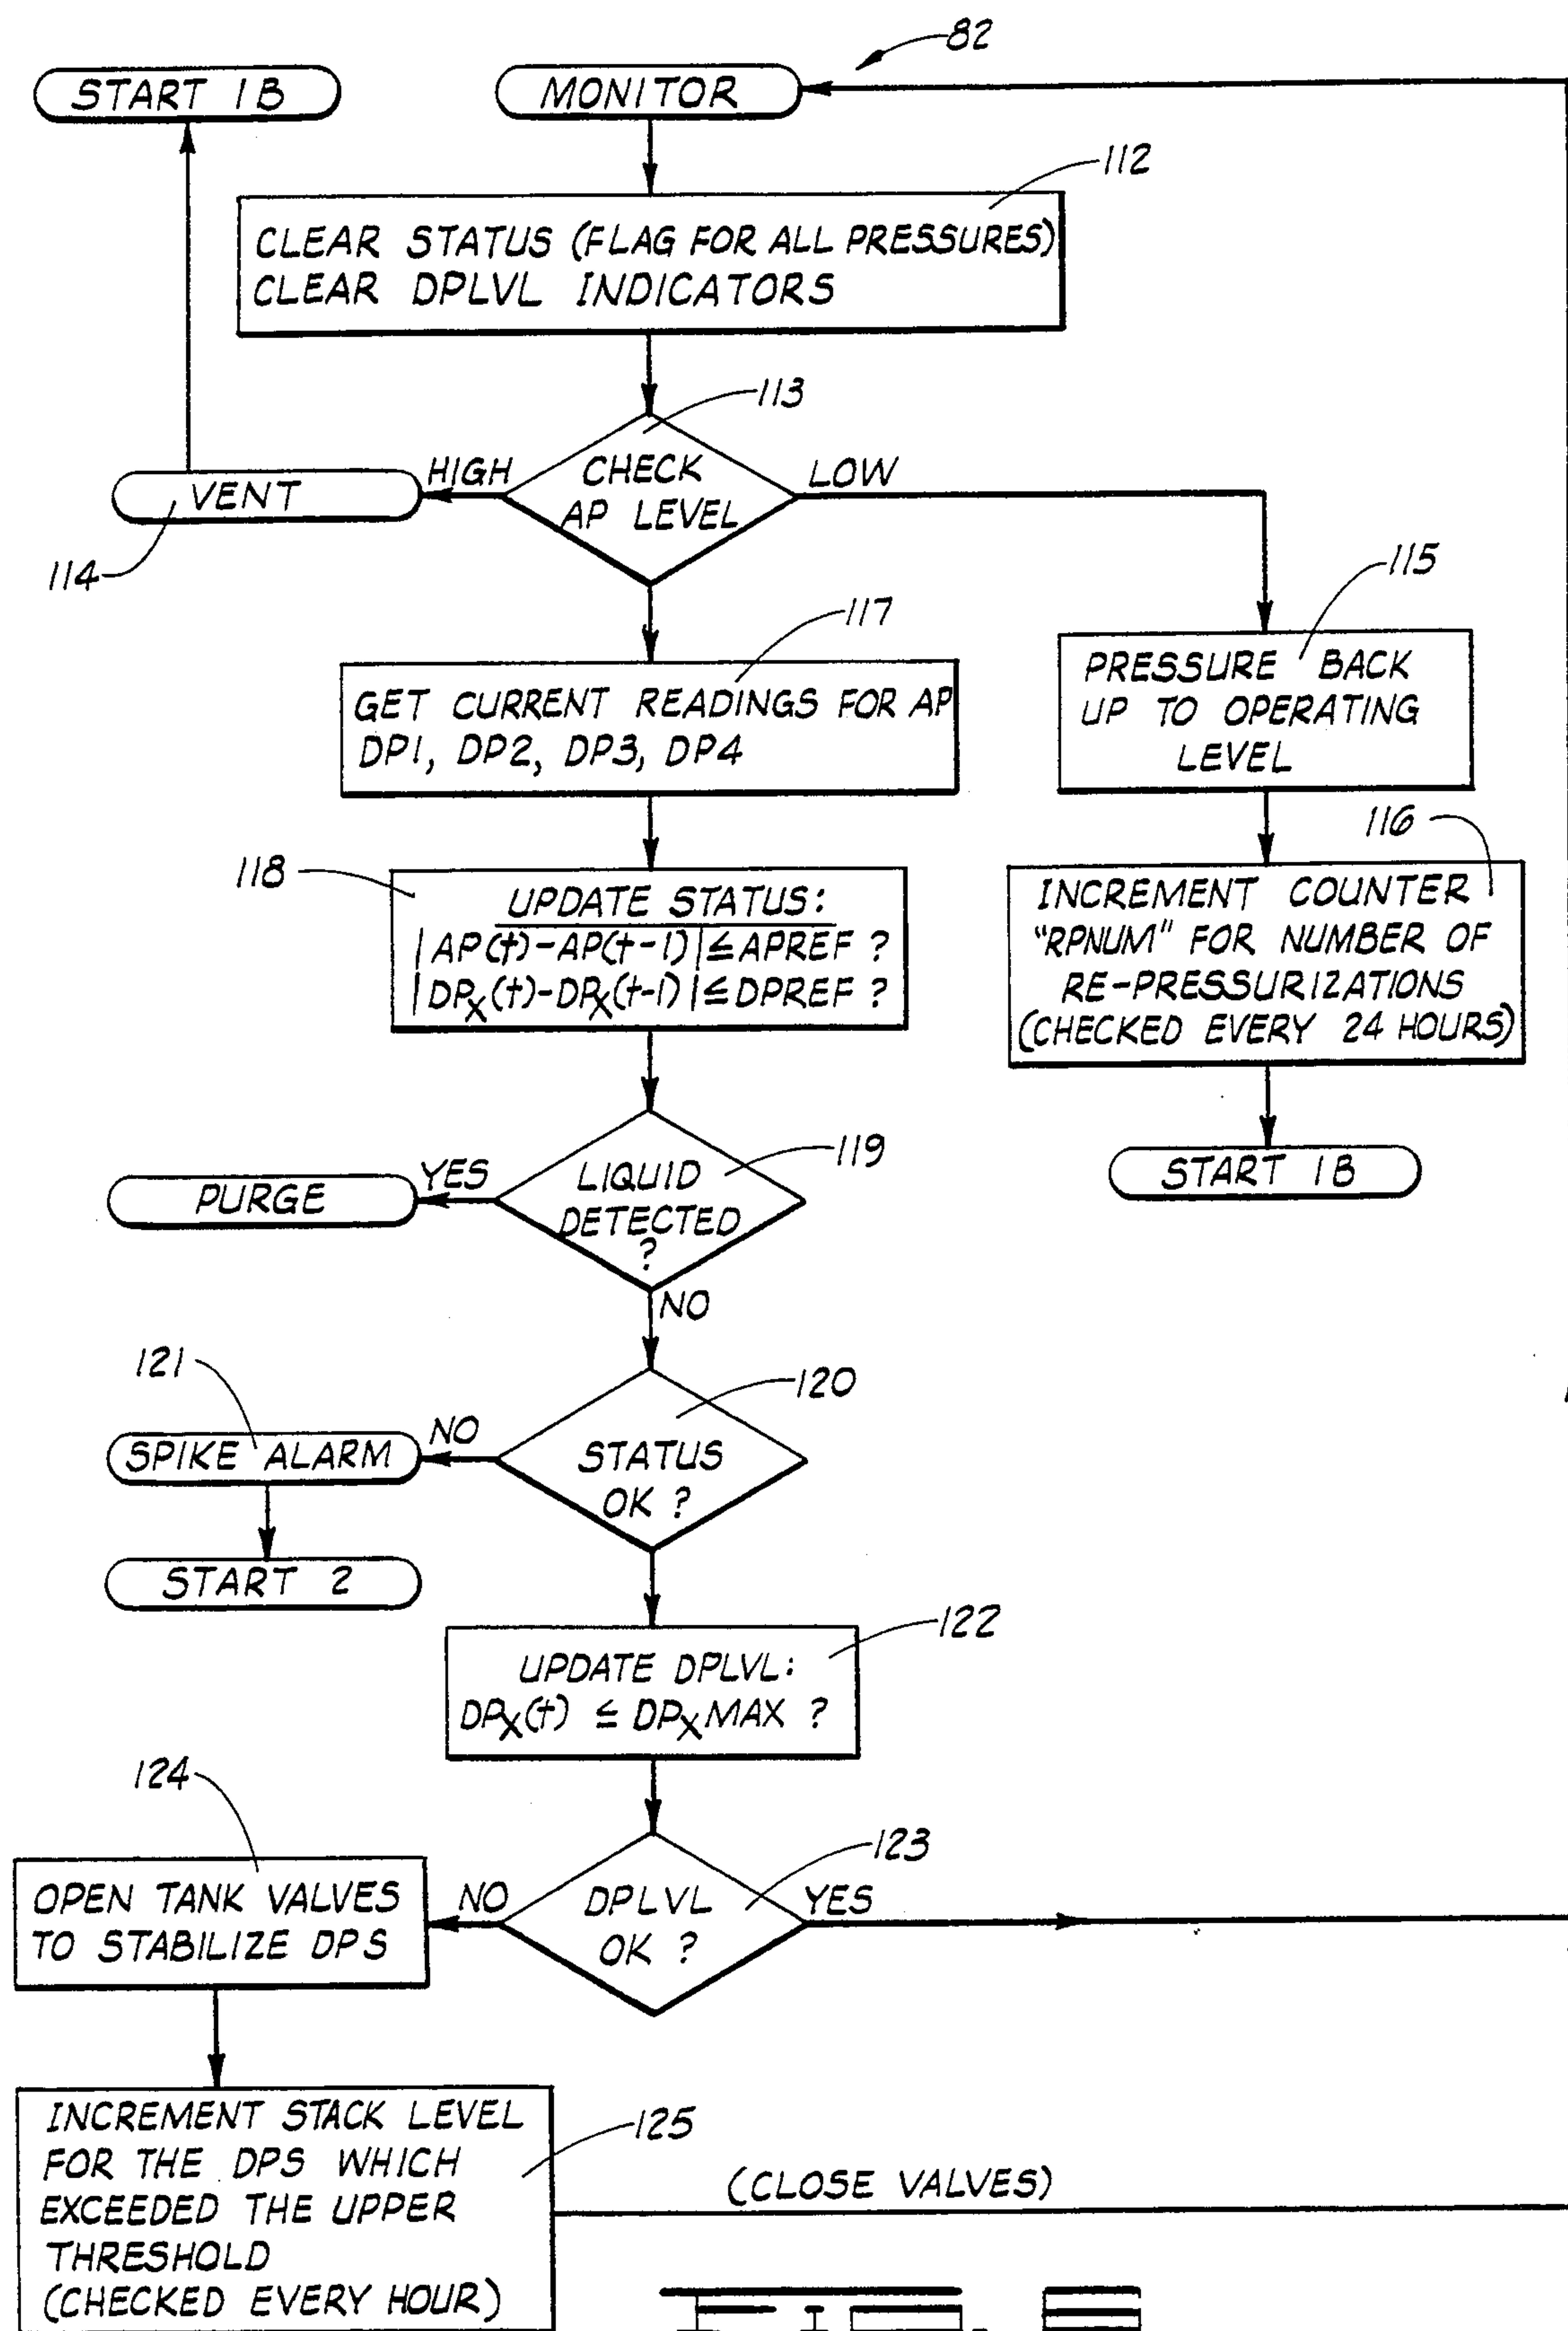 82
START 1B
MONITOR
112
CLEAR STATUS (FLAG FOR ALL PRESSURES)
CLEAR DPLVL INDICATORS
113
HIGH
CHECK
AP LEVEL
LOW
VENT
114
115
PRESSURE BACK
UP TO OPERATING
LEVEL
117
GET CURRENT READINGS FOR AP
DP1, DP2, DP3, DP4
116
INCREMENT COUNTER
"RPNUM" FOR NUMBER OF
RE-PRESSURIZATIONS
(CHECKED EVERY 24 HOURS)
START 1B
118
UPDATE STATUS:
|AP(t)-AP(t-1)|≤APREF ?
|DPX(t)-DPX(t-1)|≤DPREF ?
119
LIQUID
DETECTED
?
YES
PURGE
NO
120
STATUS
OK ?
121
NO
SPIKE ALARM
START 2
122
UPDATE DPLVL:
DPX(t) ≤ DPXMAX ?
123
DPLVL
OK ?
YES
NO
124
OPEN TANK VALVES
TO STABILIZE DPS
125
INCREMENT STACK LEVEL
FOR THE DPS WHICH
EXCEEDED THE UPPER
THRESHOLD
(CHECKED EVERY HOUR)
(CLOSE VALVES)